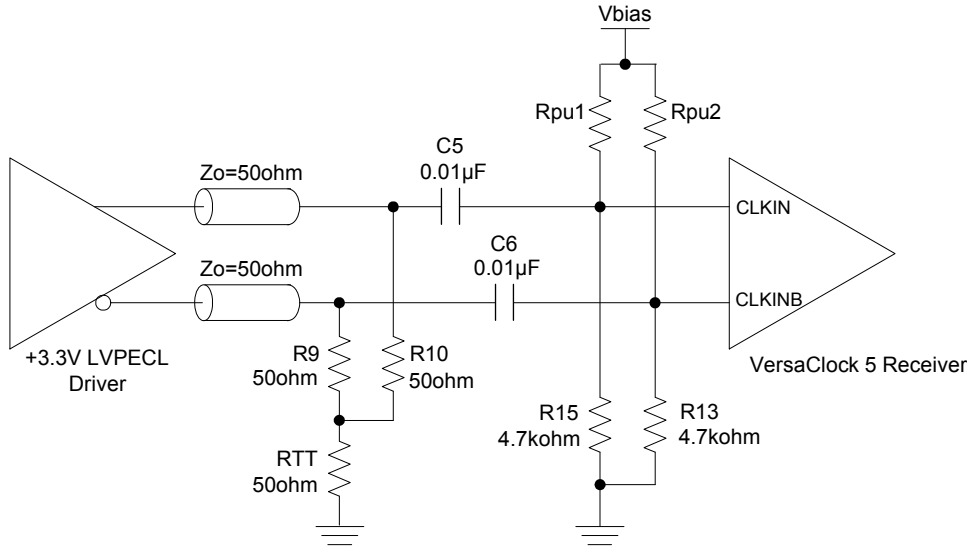 Vbias
Rpu1
Rpu2
C5
0.01µF
Zo=50ohm
CLKIN
C6
0.01µF
Zo=50ohm
CLKINB
+3.3V LVPECL
Driver
R9
50ohm
R10
50ohm
VersaClock 5 Receiver
R15
4.7kohm
R13
4.7kohm
RTT
50ohm